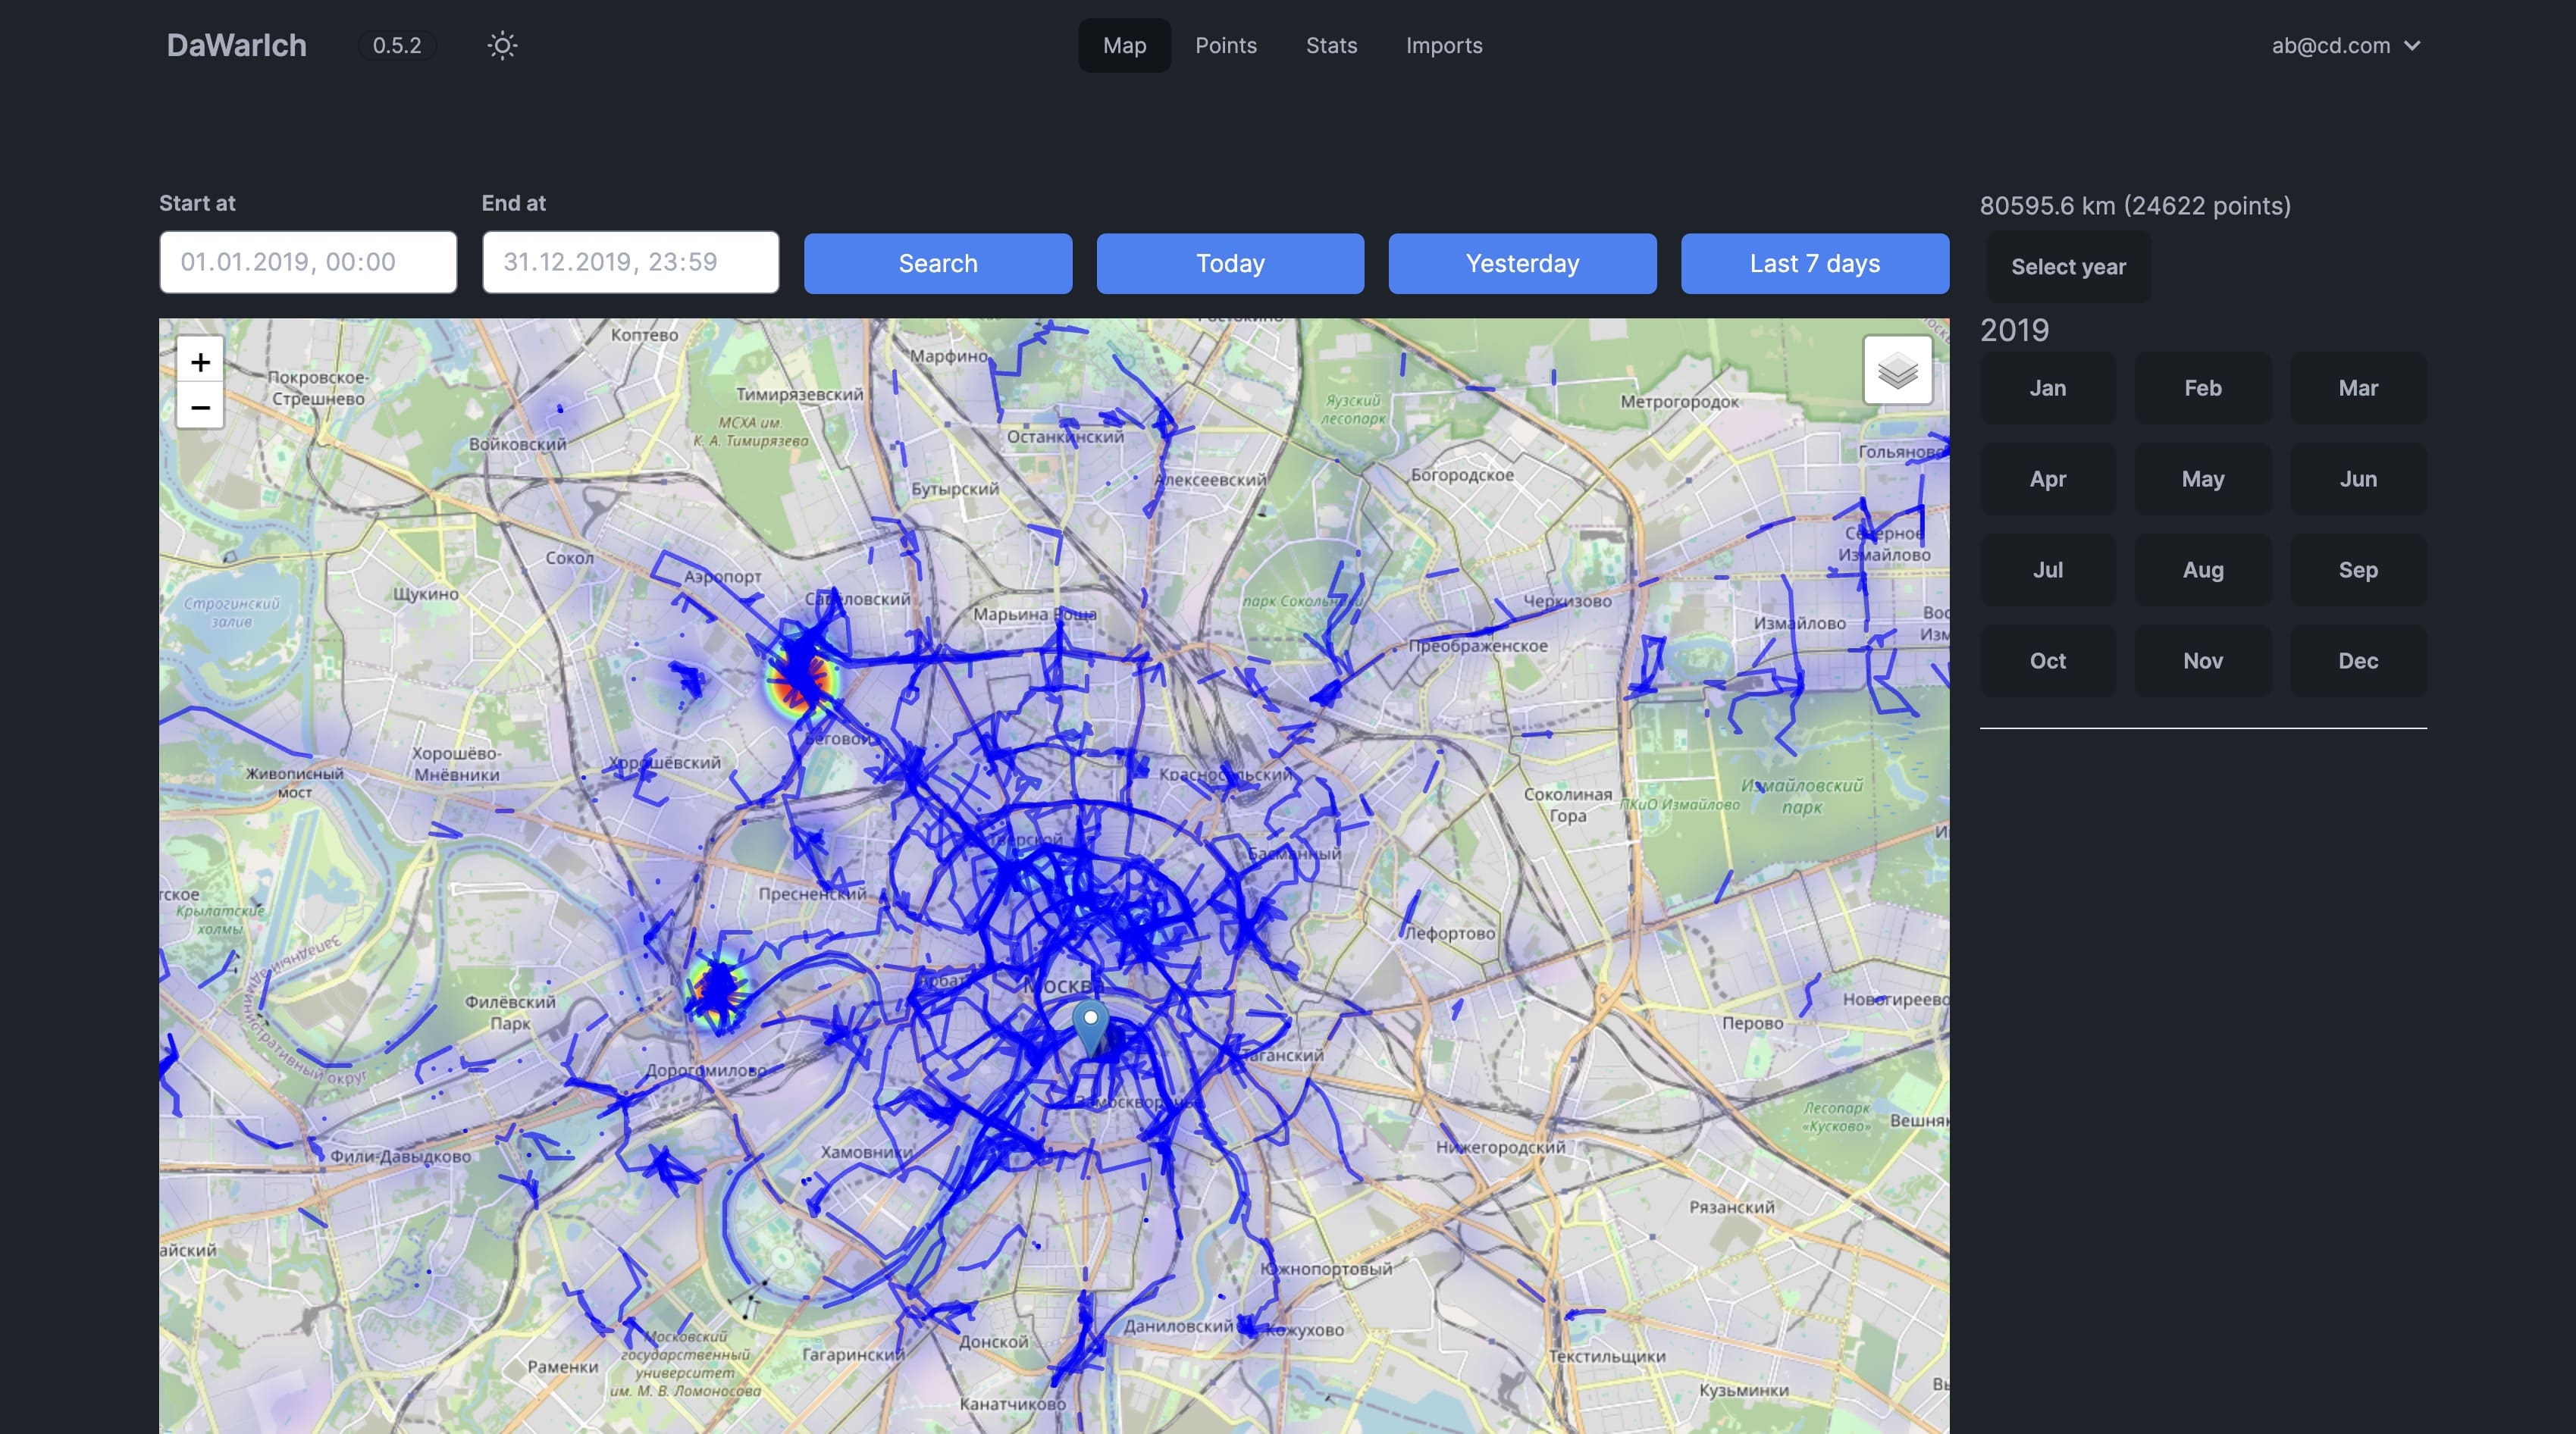 DaWarIch
0.5.2
Map
Points
Stats
Imports
ab@cd.com
Start at
End at
01.01.2019, 00:00
31.12.2019, 23:59
Search
Today
Yesterday
Last 7 days
80595.6 km (24622 points)
Select year
2019
Jan
Feb
Mar
Apr
May
Jun
Jul
Aug
Sep
Oct
Nov
Dec
+
−
Коптево
Марфино
Покровское-
Стрешнево
Тимирязевский
МСХА им.
К. А. Тимирязева
Войковский
Останкинский
Яузский
лесопарк
Метрогородок
Гольяново
Бутырский
Алексеевский
Богородское
Северное
Измайлово
Сокол
Аэропорт
Щукино
Савёловский
Строгинский
залив
Марьина Роща
парк Сокольники
Черкизово
Измайлово
Преображенское
Беговой
Хорошёво-
Мнёвники
Хорошёвский
Живописный
мост
Красносельский
Соколиная
Гора
ПКиО Измайлово
Измайловский
парк
Тверской
Басманный
Пресненский
Крылатские
холмы
Лефортово
Арбат
Москва
Филёвский
Парк
Новогиреево
Перово
Западный
административный округ
Таганский
Дорогомилово
Замоскворечье
Лесопарк
«Кусково»
Фили-Давыдково
Хамовники
Нижегородский
Рязанский
Южнопортовый
Даниловский
Кожухово
Донской
Московский
государственный
университет
им. М. В. Ломоносова
Гагаринский
Раменки
Текстильщики
Кузьминки
Канатчиково